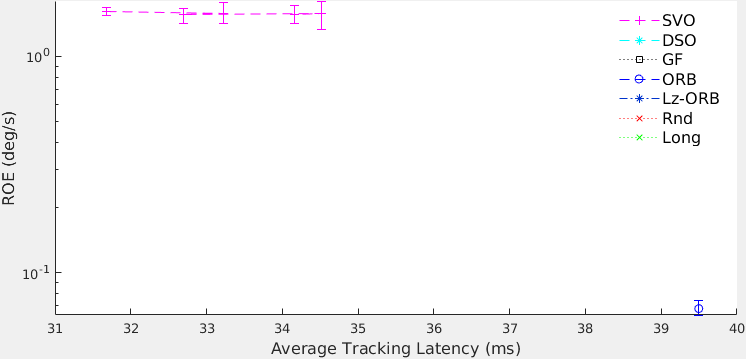 SVO
DSO
GF
ORB
Lz-ORB
Rnd
Long
10^0
10^-1
ROE (deg/s)
31 32 33 34 35 36 37 38 39 40
Average Tracking Latency (ms)